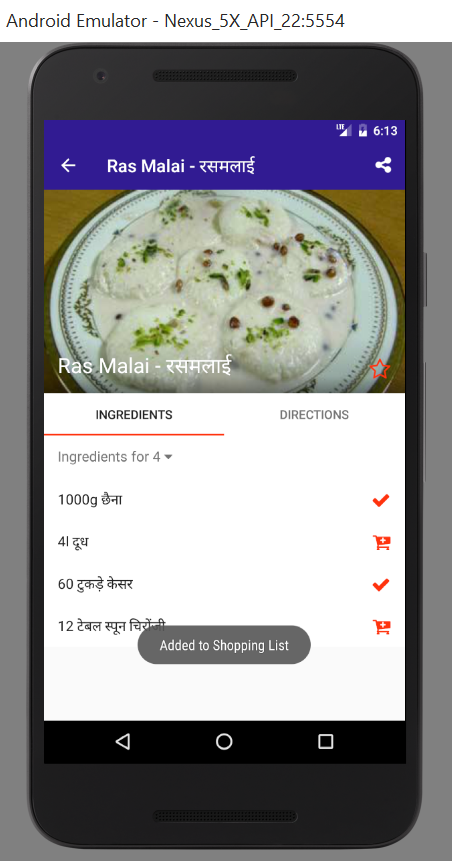 Android Emulator - Nexus_5X_API_22:5554
LTE 6:13
Ras Malai - रसमलाई
Ras Malai - रसमलाई
INGREDIENTS DIRECTIONS
Ingredients for 4
1000g छैना
4l दूध
60 टुकड़े केसर
12 टेबल स्पून चिरोंजी
Added to Shopping List